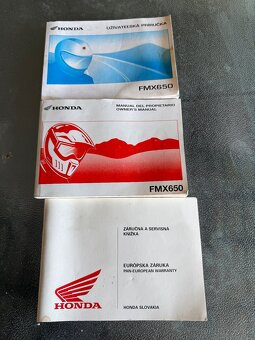 HONDA
UŽÍVATEĽSKÁ PRÍRUČKA
FMX650
HONDA
MANUAL DEL PROPIETARIO
OWNER'S MANUAL
FMX650
ZÁRUČNÁ A SERVISNÁ
KNIŽKA
EURÓPSKA ZÁRUKA
PAN-EUROPEAN WARRANTY
HONDA
HONDA SLOVAKIA